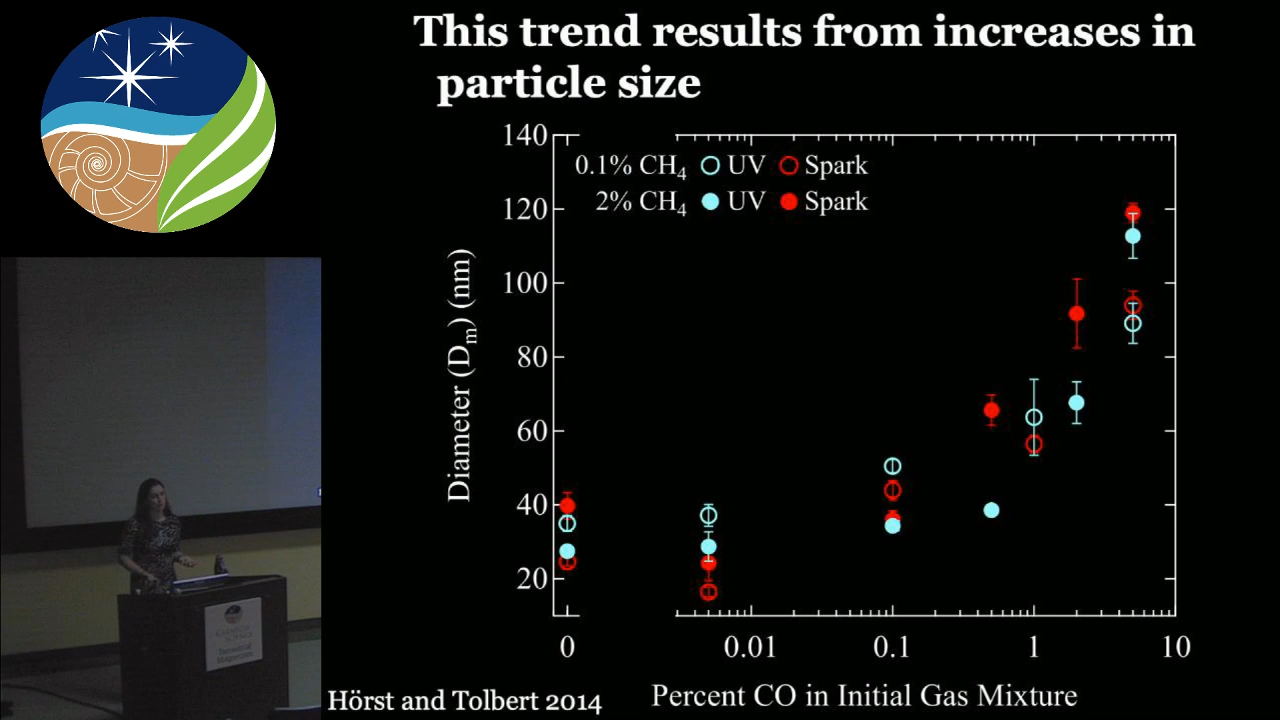 This trend results from increases in
particle size
140
120
100
80
60
40
20
Diameter (Dm) (nm)
0.1% CH4 UV Spark
2% CH4 UV Spark
0 0.01 0.1 1 10
Percent CO in Initial Gas Mixture
Hörst and Tolbert 2014